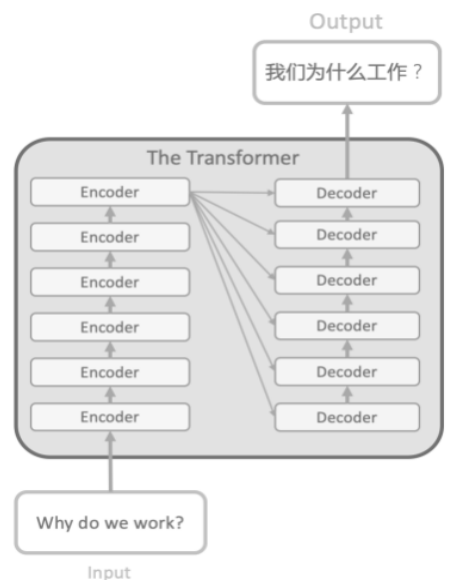 Output
我们为什么工作？
The Transformer
Encoder
Decoder
Encoder
Decoder
Encoder
Decoder
Encoder
Decoder
Encoder
Decoder
Encoder
Decoder
Why do we work?
Input